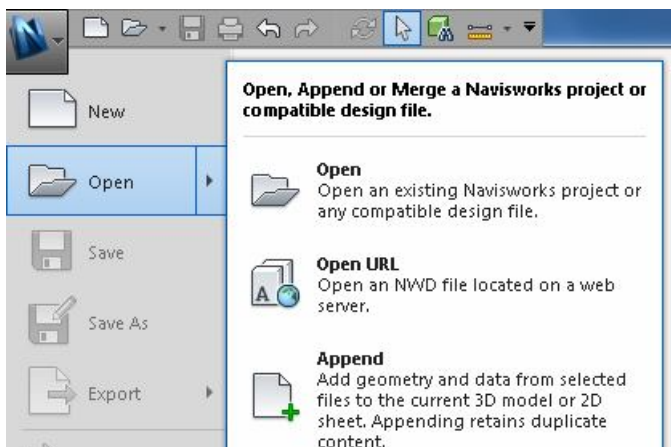 New
Open
Save
Save As
Export
Open, Append or Merge a Navisworks project or
compatible design file.
Open
Open an existing Navisworks project or
any compatible design file.
Open URL
Open an NWD file located on a web
server.
Append
Add geometry and data from selected
files to the current 3D model or 2D
sheet. Appending retains duplicate
content.